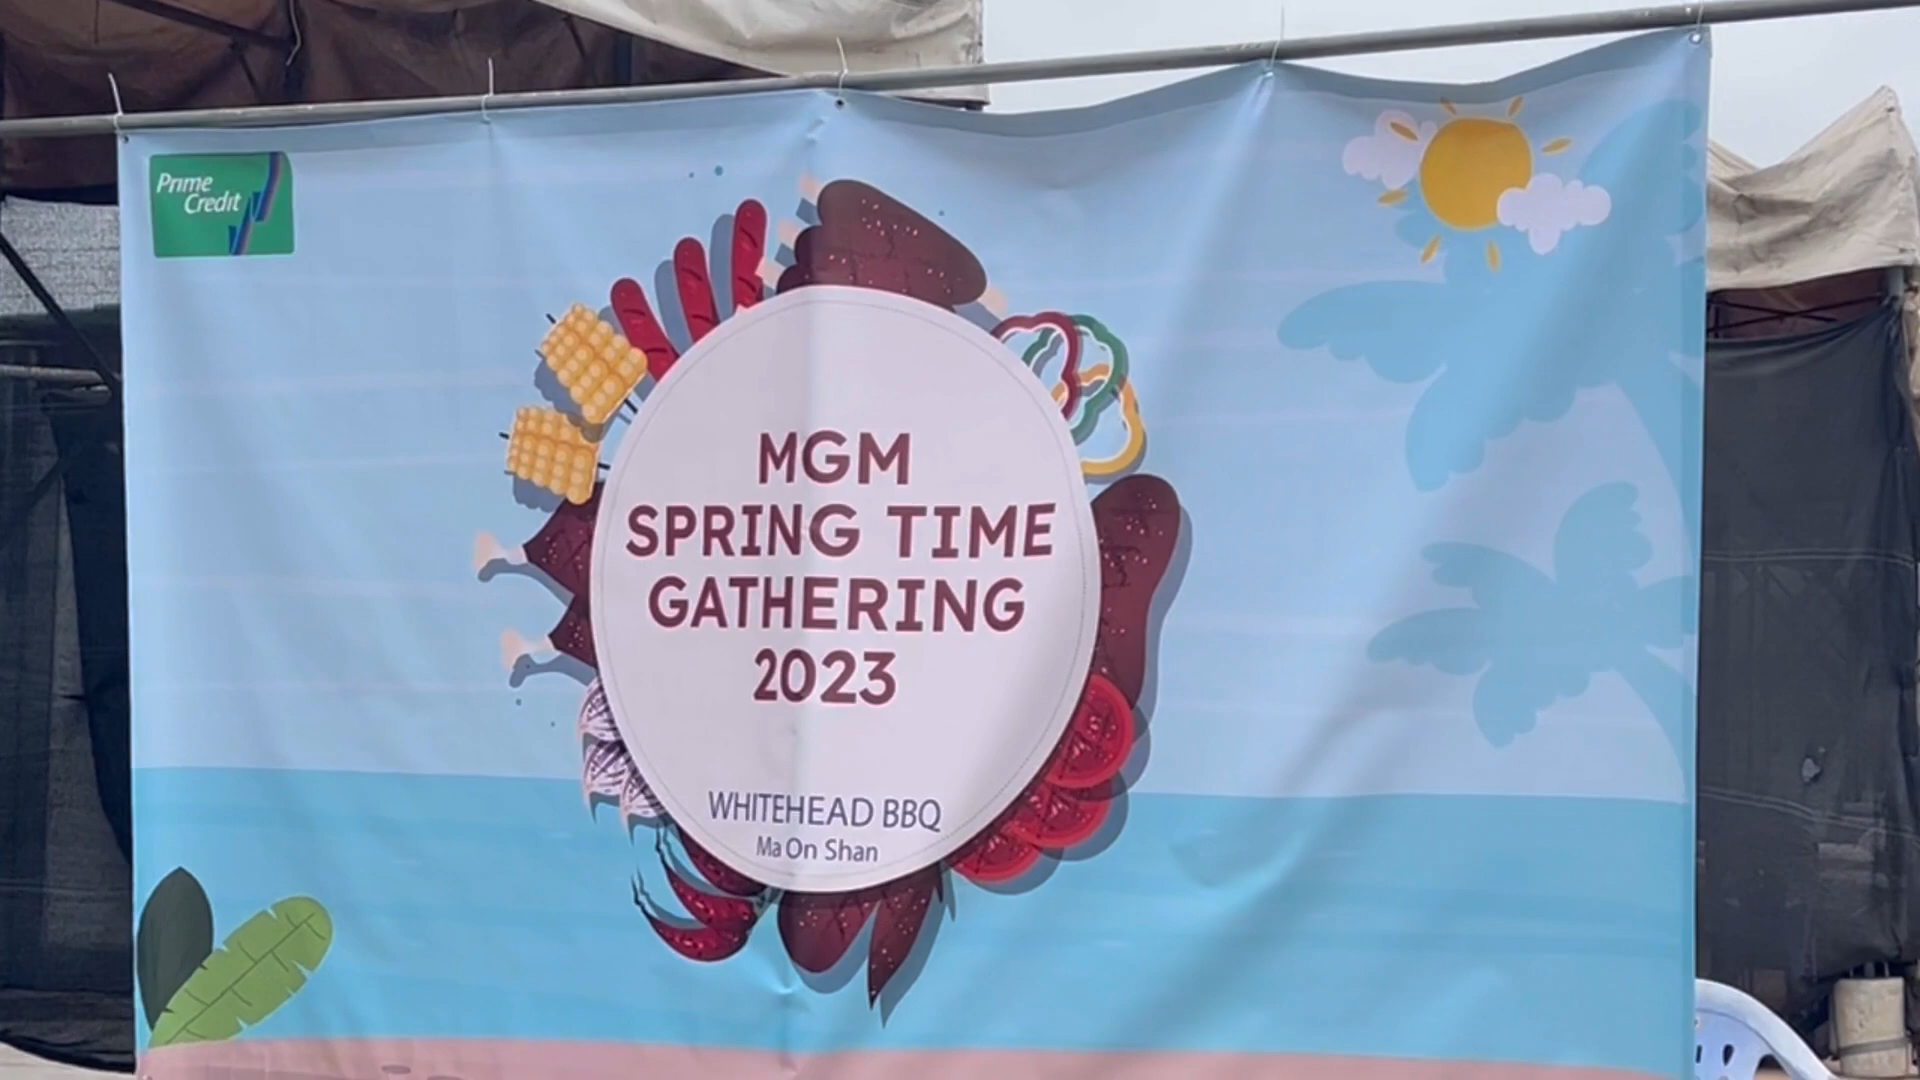 Prime
Credit
MGM
SPRING TIME
GATHERING
2023
WHITEHEAD BBQ
Ma On Shan